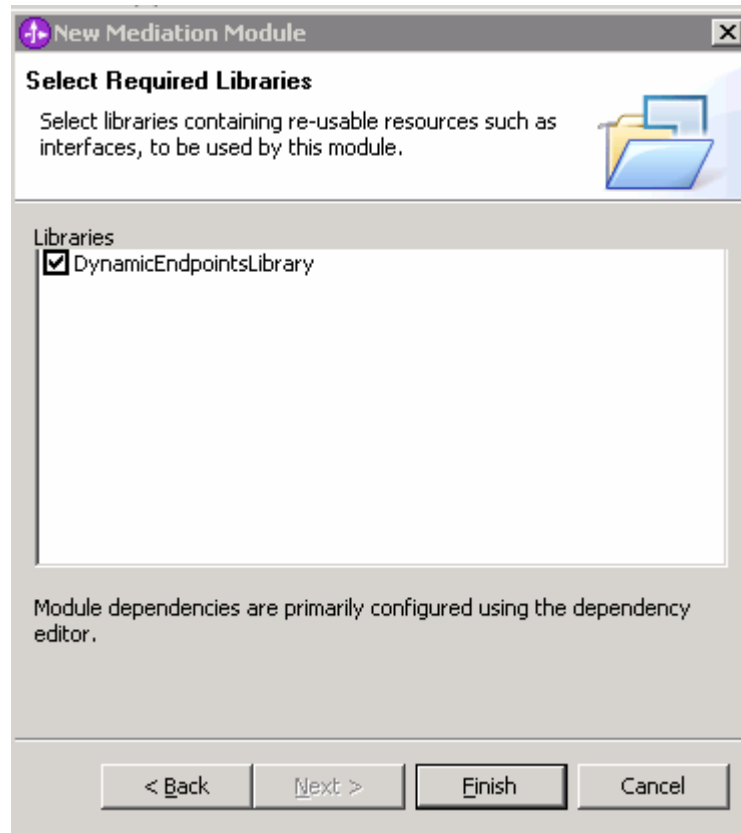 New Mediation Module
Select Required Libraries
Select libraries containing re-usable resources such as
interfaces, to be used by this module.
Libraries
DynamicEndpointsLibrary
Module dependencies are primarily configured using the dependency
editor.
< Back
Next >
Finish
Cancel